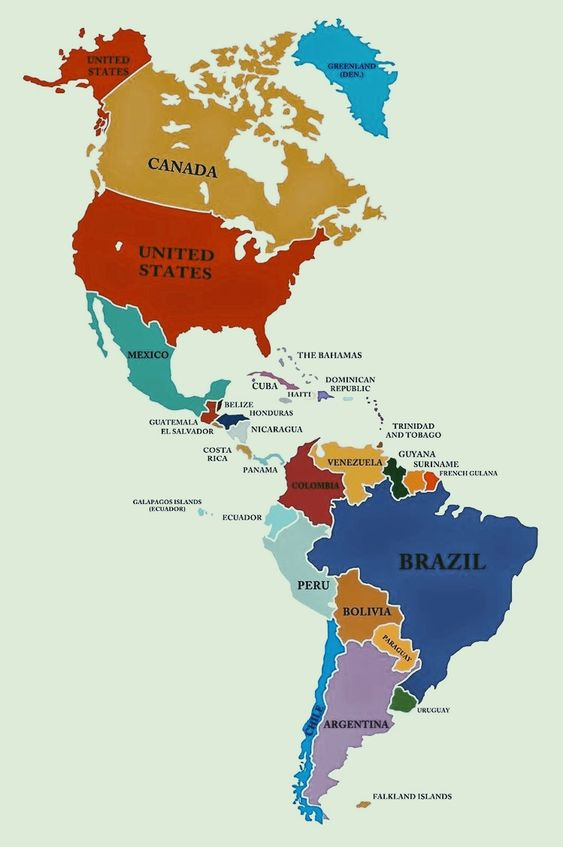 UNITED
STATES
GREENLAND
(DEN.)
CANADA
UNITED
STATES
MEXICO
THE BAHAMAS
CUBA
HAITI
DOMINICAN
REPUBLIC
BELIZE
HONDURAS
GUATEMALA
EL SALVADOR
NICARAGUA
COSTA
RICA
PANAMA
TRINIDAD
AND TOBAGO
GUYANA
SURINAME
FRENCH GUIANA
VENEZUELA
COLOMBIA
GALAPAGOS ISLANDS
(ECUADOR)
ECUADOR
BRAZIL
PERU
BOLIVIA
PARAGUAY
CHILE
ARGENTINA
URUGUAY
FALKLAND ISLANDS